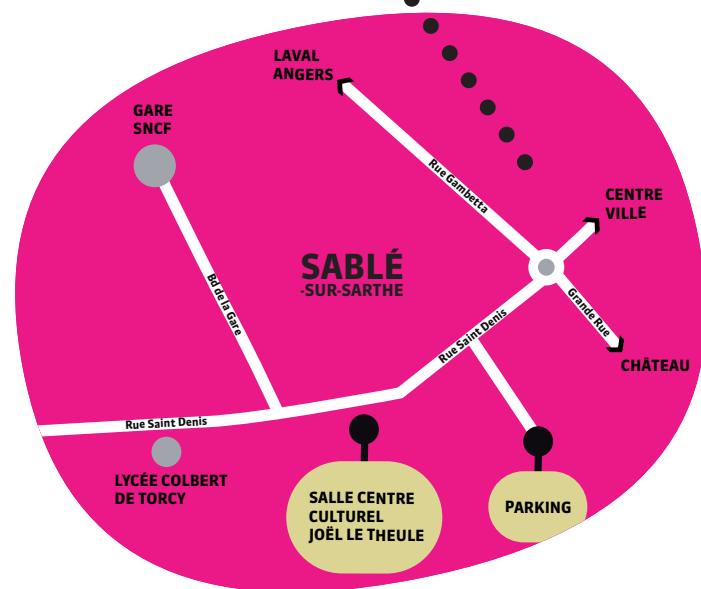 LAVAL
ANGERS
GARE
SNCF
Rue Gambetta
CENTRE
VILLE
SABLÉ
-SUR-SARTHE
Bd de la Gare
Grande Rue
Rue Saint Denis
CHÂTEAU
Rue Saint Denis
LYCÉE COLBERT
DE TORCY
SALLE CENTRE
CULTUREL
JOËL LE THEULE
PARKING